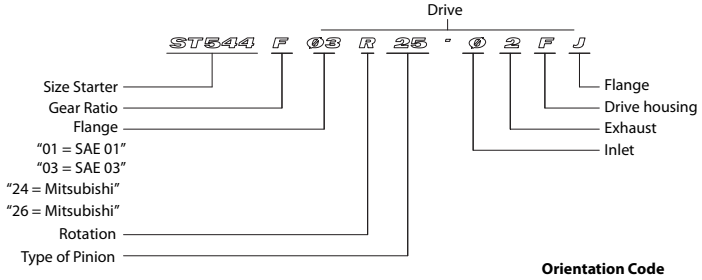 Drive
ST544 F Ø3 R 25 - Ø 2 F J
Size Starter
Gear Ratio
Flange
“01 = SAE 01”
“03 = SAE 03”
“24 = Mitsubishi”
“26 = Mitsubishi”
Rotation
Type of Pinion
Flange
Drive housing
Exhaust
Inlet
Orientation Code